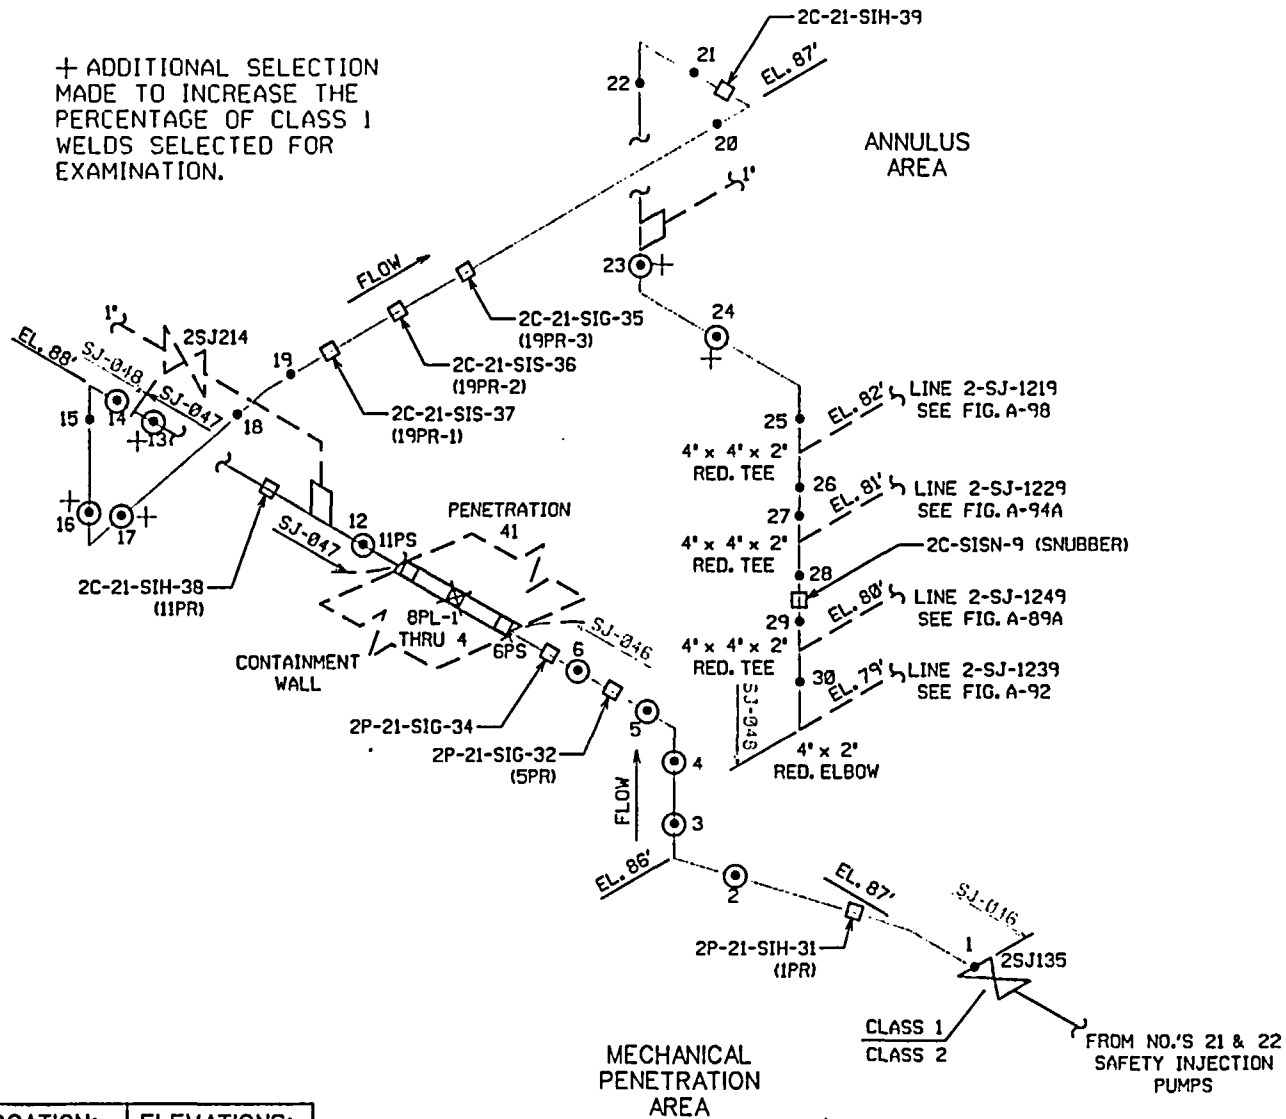 2C-21-SIH-39
+ ADDITIONAL SELECTION
MADE TO INCREASE THE
PERCENTAGE OF CLASS 1
WELDS SELECTED FOR
EXAMINATION.
21
22
EL. 87'
20
ANNULUS
AREA
1"
23
+
FLOW
24
+
2C-21-SIG-35
(19PR-3)
1"
2SJ214
EL. 88'
SJ-048
SJ-047
19
2C-21-SIS-36
(19PR-2)
15
14
+13
18
2C-21-SIS-37
(19PR-1)
25
EL. 82'
LINE 2-SJ-1219
SEE FIG. A-98
4" x 4" x 2"
RED. TEE
26
EL. 81'
LINE 2-SJ-1229
SEE FIG. A-94A
27
+
16
17
+
12
PENETRATION
41
SJ-047
11PS
4" x 4" x 2"
RED. TEE
2C-SISN-9 (SNUBBER)
28
2C-21-SIH-38
(11PR)
EL. 80'
LINE 2-SJ-1249
SEE FIG. A-89A
29
8PL-1
THRU 4
6PS
SJ-046
4" x 4" x 2"
RED. TEE
CONTAINMENT
WALL
6
30
EL. 79'
LINE 2-SJ-1239
SEE FIG. A-92
SJ-048
2P-21-SIG-34
5
2P-21-SIG-32
(5PR)
4" x 2"
RED. ELBOW
4
FLOW
3
EL. 86'
2
EL. 87'
SJ-046
2P-21-SIH-31
(1PR)
1
2SJ135
CLASS 1
CLASS 2
FROM NO.'S 21 & 22
SAFETY INJECTION
PUMPS
MECHANICAL
PENETRATION
AREA
ELEVATIONS: